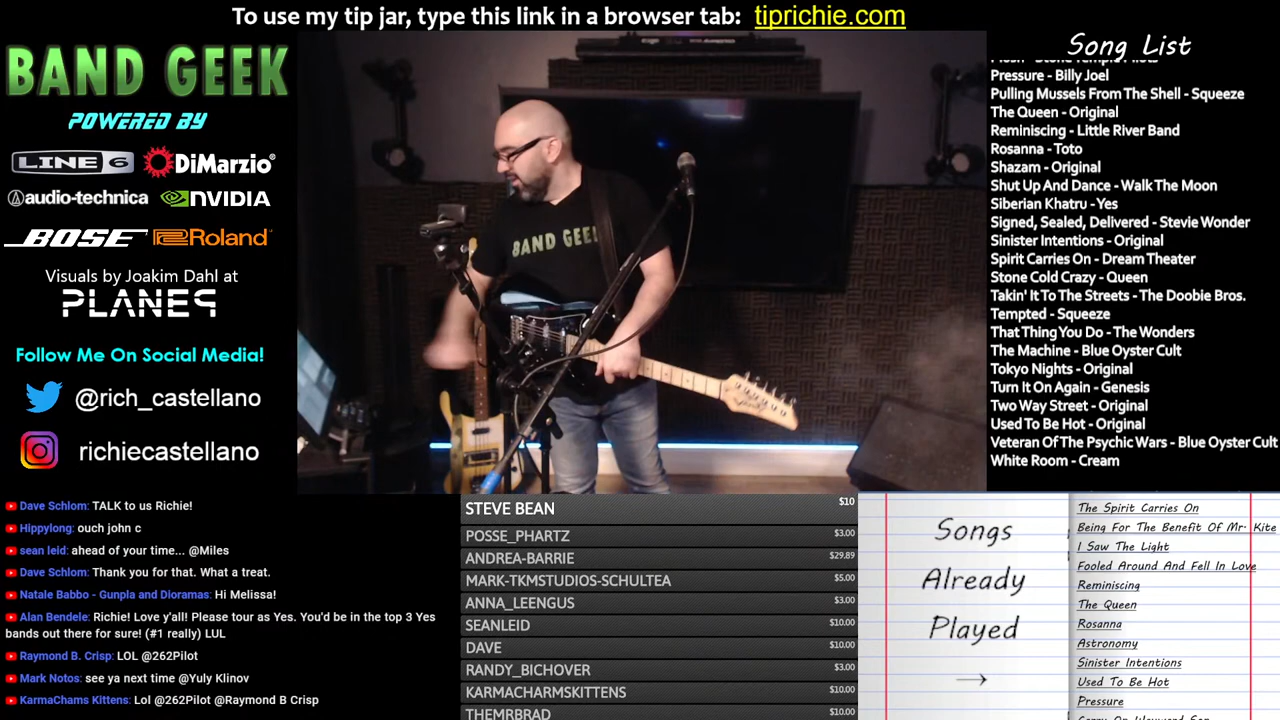 To use my tip jar, type this link in a browser tab: tiprichie.com
BAND GEEK
POWERED BY
LINE 6
DiMarzio®
audio-technica
NVIDIA
BOSE
Roland
Visuals by Joakim Dahl at
PLANE9
Follow Me On Social Media!
@rich_castellano
richiecastellano
BAND GEEK
Song List
Pressure - Billy Joel
Pulling Mussels From The Shell - Squeeze
The Queen - Original
Reminiscing - Little River Band
Rosanna - Toto
Shazam - Original
Shut Up And Dance - Walk The Moon
Siberian Khatru - Yes
Signed, Sealed, Delivered - Stevie Wonder
Sinister Intentions - Original
Spirit Carries On - Dream Theater
Stone Cold Crazy - Queen
Takin' It To The Streets - The Doobie Bros.
Tempted - Squeeze
That Thing You Do - The Wonders
The Machine - Blue Oyster Cult
Tokyo Nights - Original
Turn It On Again - Genesis
Two Way Street - Original
Used To Be Hot - Original
Veteran Of The Psychic Wars - Blue Oyster Cult
White Room - Cream
Dave Schlom: TALK to us Richie!
Hippylong: ouch john c
sean leid: ahead of your time... @Miles
Dave Schlom: Thank you for that. What a treat.
Natale Babbo - Gunpla and Dioramas: Hi Melissa!
Alan Bendele: Richie! Love y'all! Please tour as Yes. You'd be in the top 3 Yes
bands out there for sure! (#1 really) LUL
Raymond B. Crisp: LOL @262Pilot
Mark Notos: see ya next time @Yuly Klinov
KarmaChams Kittens: Lol @262Pilot @Raymond B Crisp
STEVE BEAN $10
POSSE_PHARTZ $3.00
ANDREA-BARRIE $29.89
MARK-TKMSTUDIOS-SCHULTEA $5.00
ANNA_LEENGUS $3.00
SEANLEID $10.00
DAVE $10.00
RANDY_BICHOVER $3.00
KARMACHARMSKITTENS $10.00
THEMRBRAD $10.00
Songs
Already
Played
→
The Spirit Carries On
Being For The Benefit Of Mr. Kite
I Saw The Light
Fooled Around And Fell In Love
Reminiscing
The Queen
Rosanna
Astronomy
Sinister Intentions
Used To Be Hot
Pressure